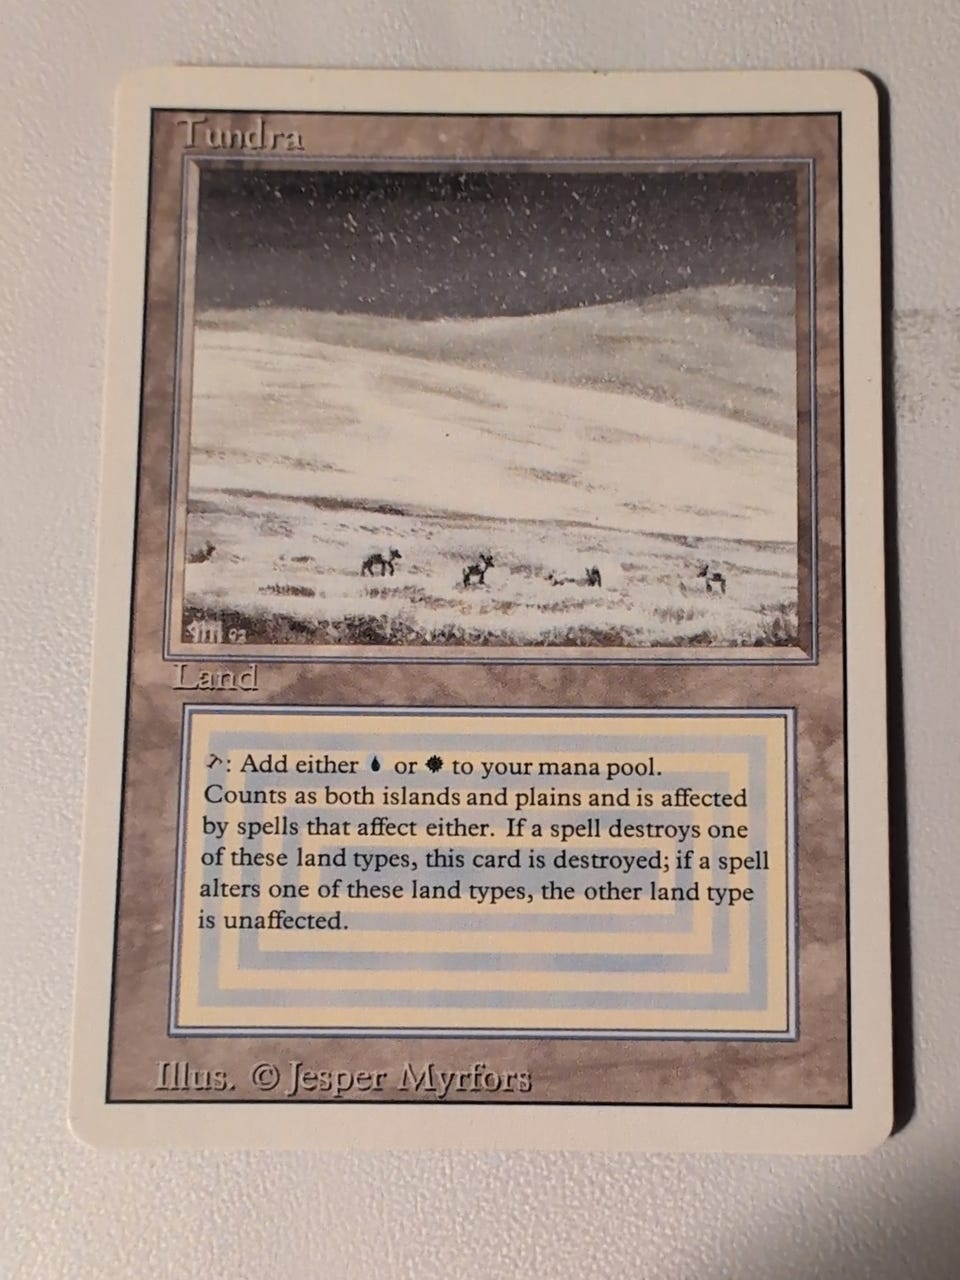 Tundra
Land
: Add either or to your mana pool.
Counts as both islands and plains and is affected
by spells that affect either. If a spell destroys one
of these land types, this card is destroyed; if a spell
alters one of these land types, the other land type
is unaffected.
Illus. © Jesper Myrfors